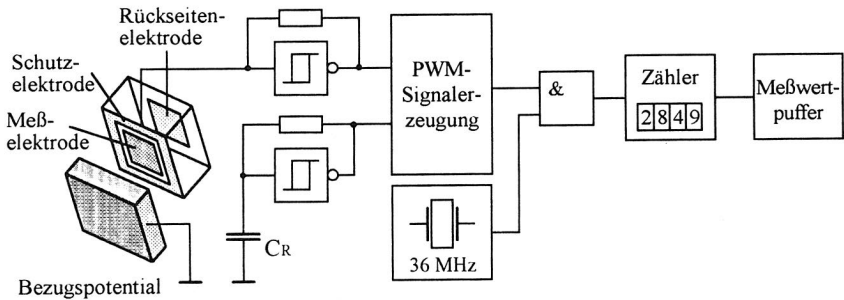 Rückseiten-
elektrode
Schutz-
elektrode
Meß-
elektrode
Bezugspotential
CR
PWM-
Signaler-
zeugung
36 MHz
&
Zähler
2849
Meßwert-
puffer